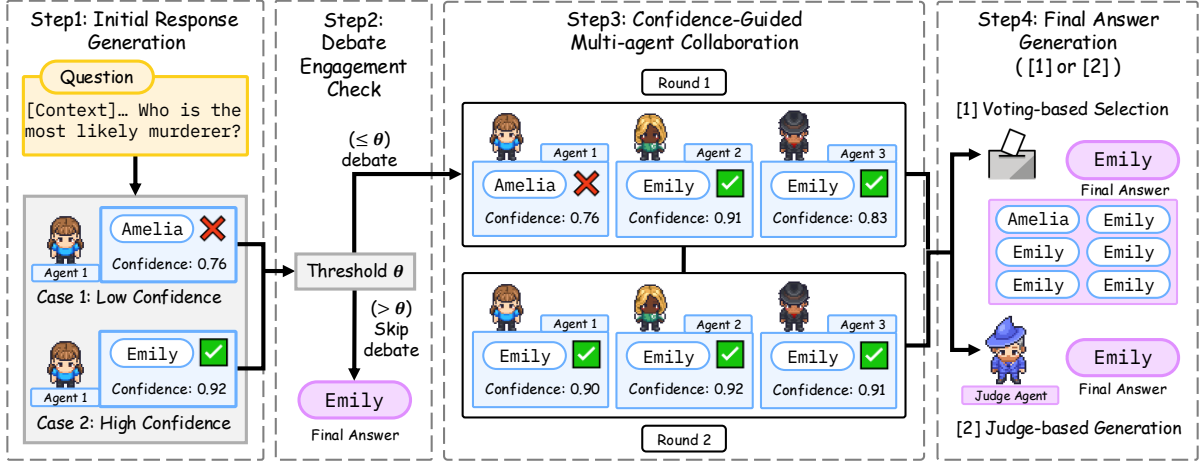 Step1: Initial Response
Generation
Question
[Context]… Who is the
most likely murderer?
Amelia
Confidence: 0.76
Agent 1
Case 1: Low Confidence
Emily
Confidence: 0.92
Agent 1
Case 2: High Confidence
Step2:
Debate
Engagement
Check
(≤ θ)
debate
Threshold θ
(> θ)
Skip
debate
Emily
Final Answer
Step3: Confidence-Guided
Multi-agent Collaboration
Round 1
Agent 1
Amelia
Confidence: 0.76
Agent 2
Emily
Confidence: 0.91
Agent 3
Emily
Confidence: 0.83
Agent 1
Emily
Confidence: 0.90
Agent 2
Emily
Confidence: 0.92
Agent 3
Emily
Confidence: 0.91
Round 2
Step4: Final Answer
Generation
( [1] or [2] )
[1] Voting-based Selection
Emily
Final Answer
Amelia Emily
Emily Emily
Emily Emily
Emily
Final Answer
Judge Agent
[2] Judge-based Generation